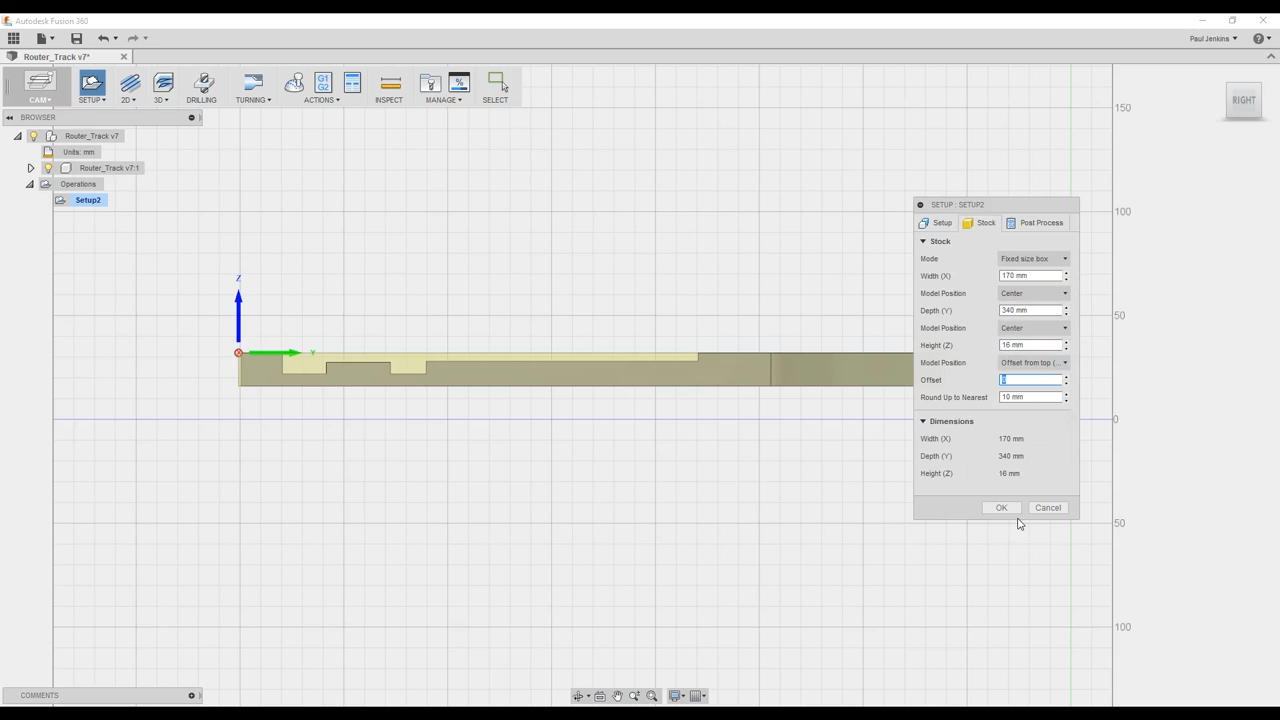 Autodesk Fusion 360
Paul Jenkins
Router_Track v7*
CAM
SETUP
2D
3D
DRILLING
TURNING
G1
G2
ACTIONS
INSPECT
MANAGE
SELECT
BROWSER
Router_Track v7
Units: mm
Router_Track v7:1
Operations
Setup2
RIGHT
150
100
50
0
50
100
Z
Y
SETUP : SETUP2
Setup
Stock
Post Process
Stock
Mode
Fixed size box
Width (X)
170 mm
Model Position
Center
Depth (Y)
340 mm
Model Position
Center
Height (Z)
16 mm
Model Position
Offset from top (...
Offset
Round Up to Nearest
10 mm
Dimensions
Width (X)
170 mm
Depth (Y)
340 mm
Height (Z)
16 mm
OK
Cancel
COMMENTS